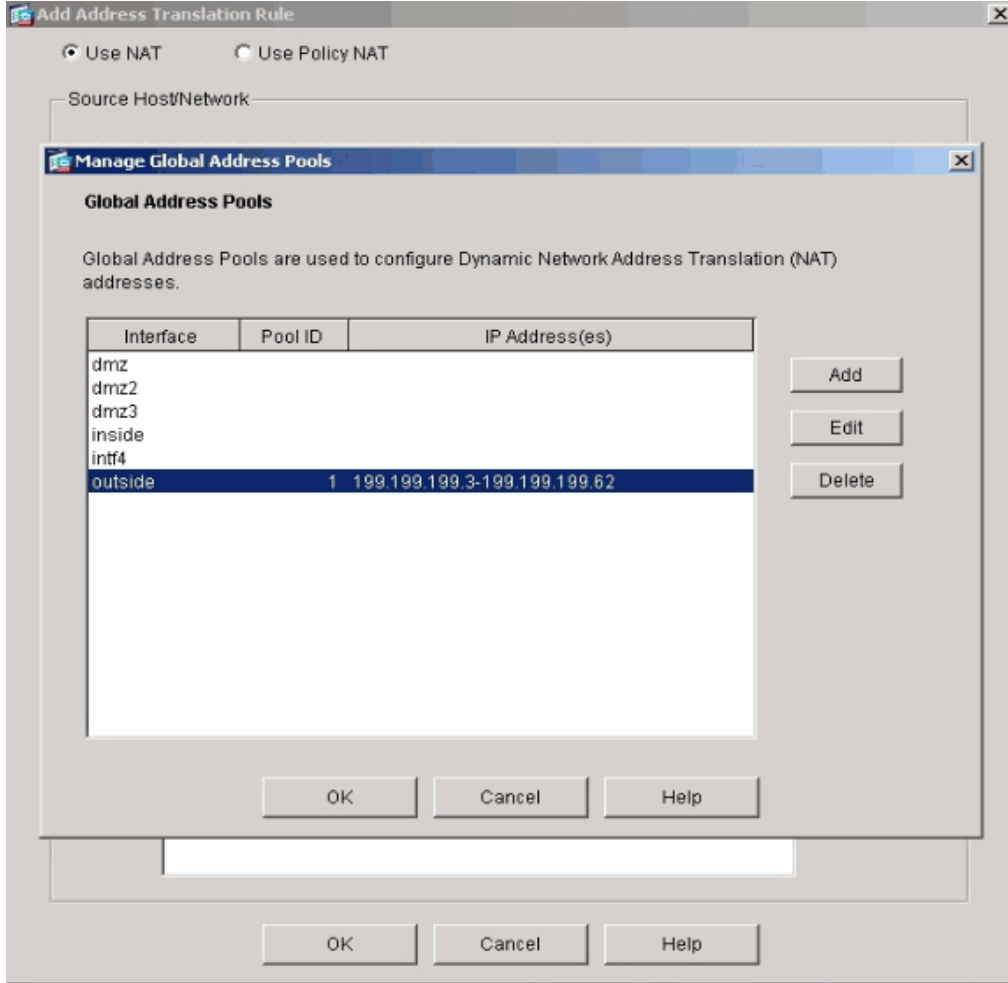 Add Address Translation Rule
Use NAT Use Policy NAT
Source Host/Network
Manage Global Address Pools
Global Address Pools
Global Address Pools are used to configure Dynamic Network Address Translation (NAT)
addresses.
Interface Pool ID IP Address(es)
dmz
dmz2
dmz3
inside
intf4
outside 1 199.199.199.3-199.199.199.62
Add
Edit
Delete
OK Cancel Help
OK Cancel Help